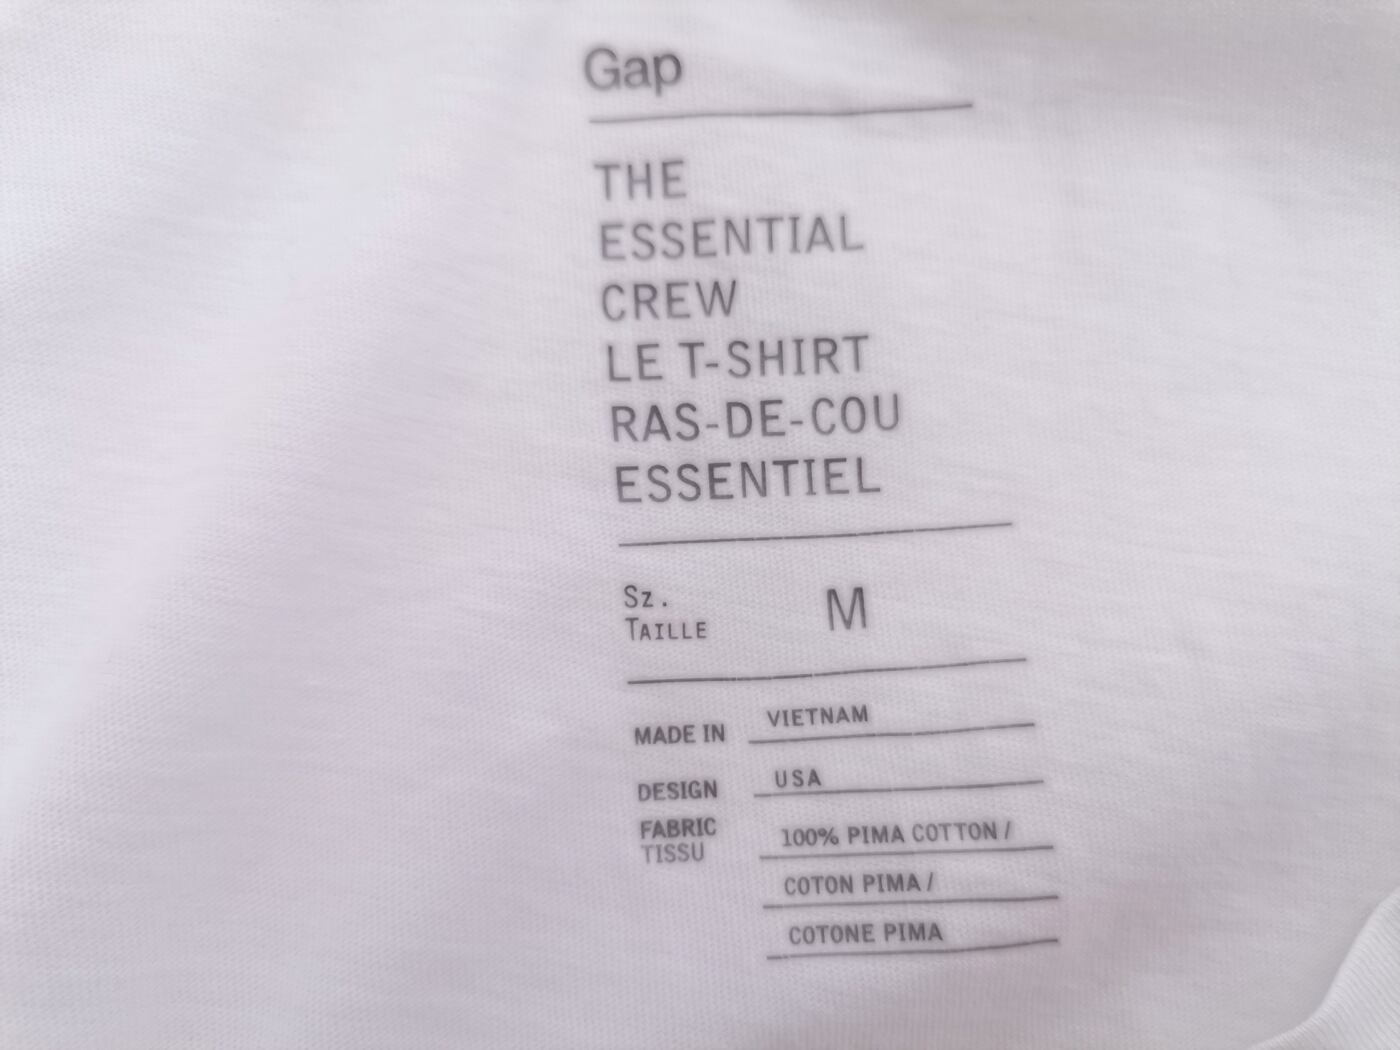 Gap
THE
ESSENTIAL
CREW
LE T-SHIRT
RAS-DE-COU
ESSENTIEL
Sz.
TAILLE
M
MADE IN VIETNAM
DESIGN USA
FABRIC
TISSU
100% PIMA COTTON /
COTON PIMA /
COTONE PIMA